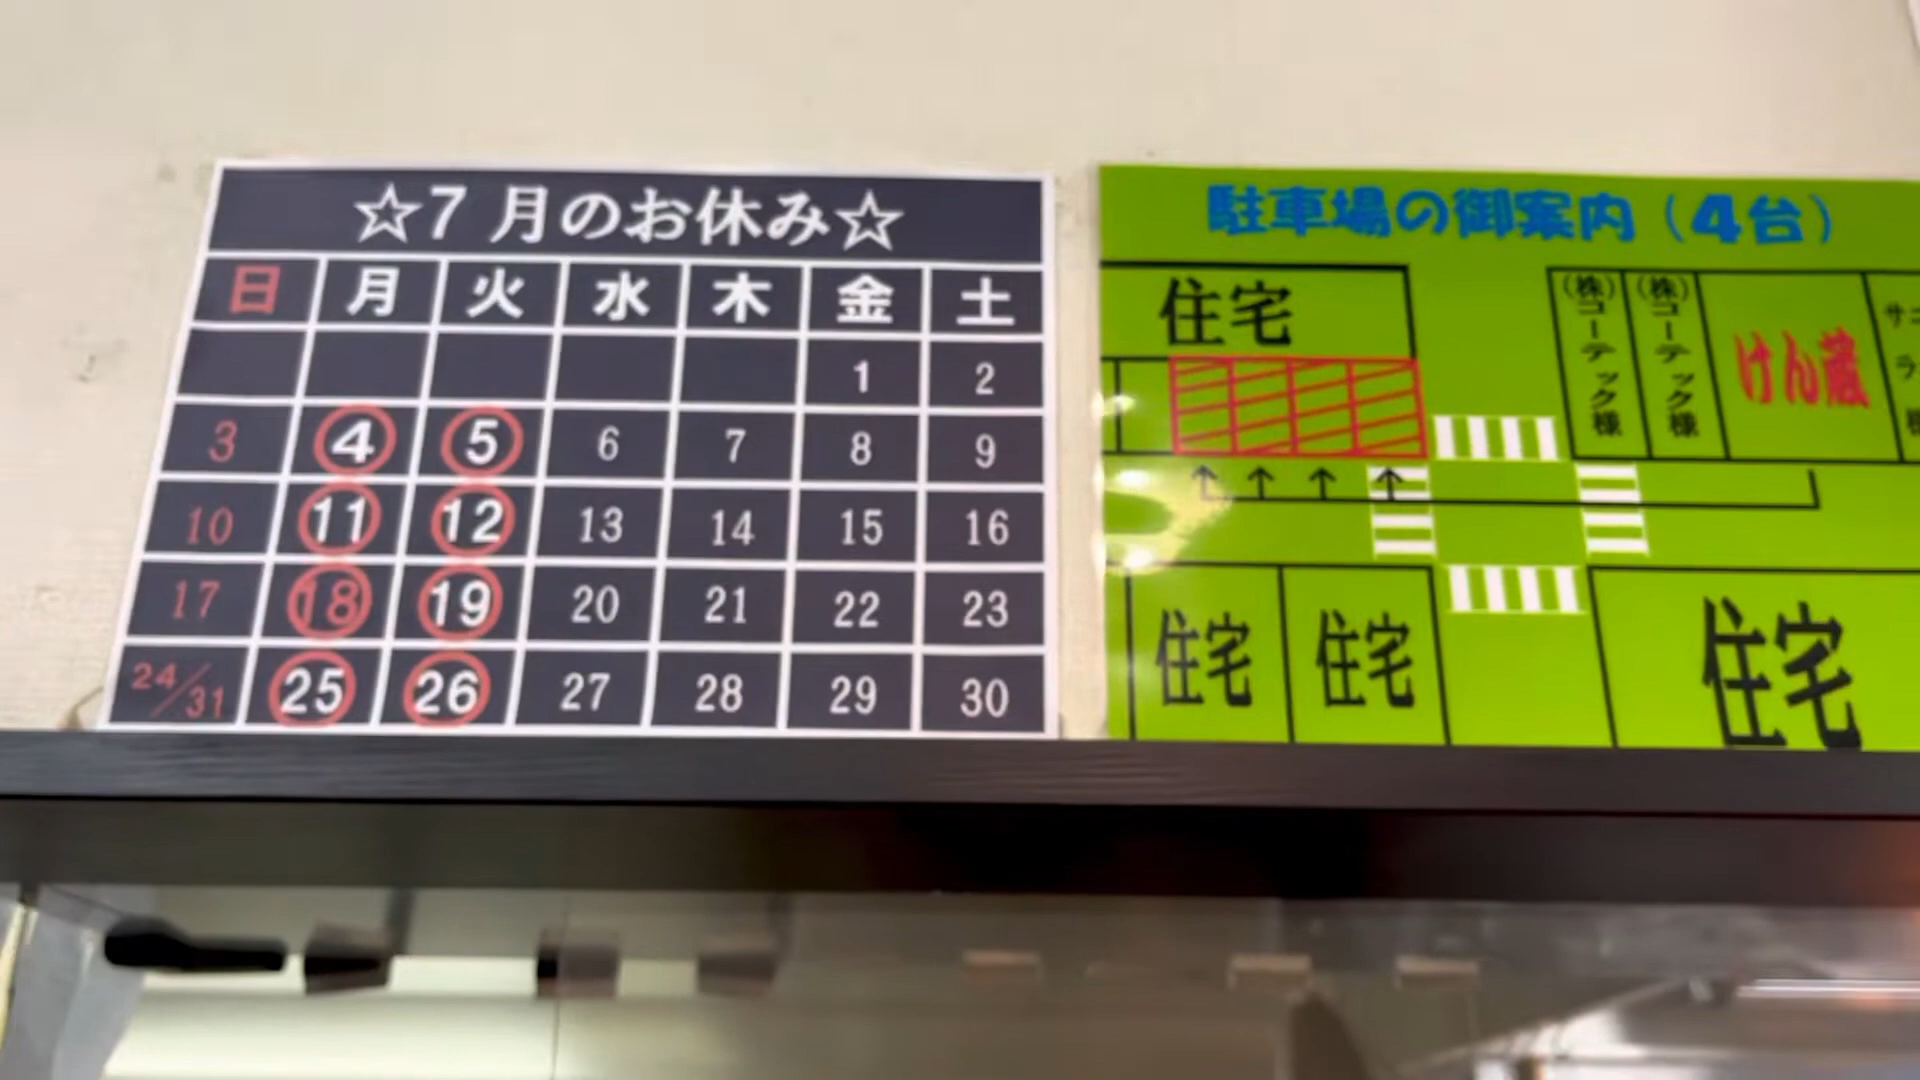 ☆7 月のお休み☆
日 月 火 水 木 金 土
1 2
3 4 5 6 7 8 9
10 11 12 13 14 15 16
17 18 19 20 21 22 23
24/31 25 26 27 28 29 30
駐車場の御案内（4台）
住宅
(株)コーテック様
(株)コーテック様
けん蔵
住宅
住宅
住宅